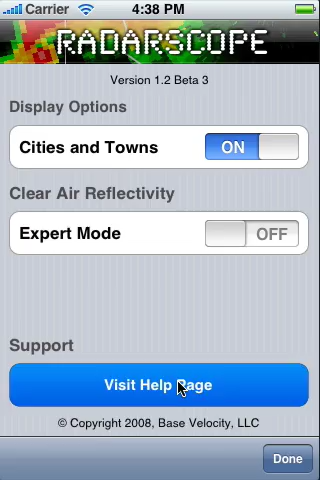 Carrier 4:38 PM
RADARSCOPE
Version 1.2 Beta 3
Display Options
Cities and Towns ON
Clear Air Reflectivity
Expert Mode OFF
Support
Visit Help Page
© Copyright 2008, Base Velocity, LLC
Done